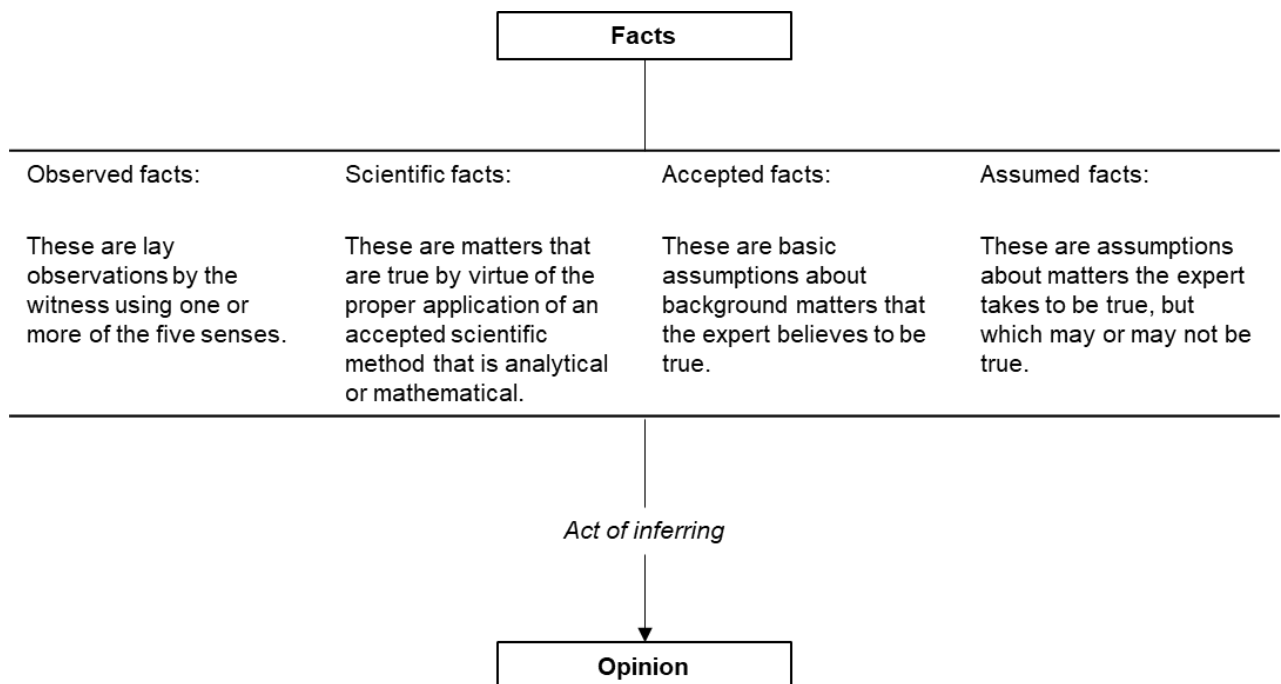 Facts
Observed facts:
These are lay
observations by the
witness using one or
more of the five senses.
Scientific facts:
These are matters that
are true by virtue of the
proper application of an
accepted scientific
method that is analytical
or mathematical.
Accepted facts:
These are basic
assumptions about
background matters that
the expert believes to be
true.
Assumed facts:
These are assumptions
about matters the expert
takes to be true, but
which may or may not be
true.
Act of inferring
Opinion